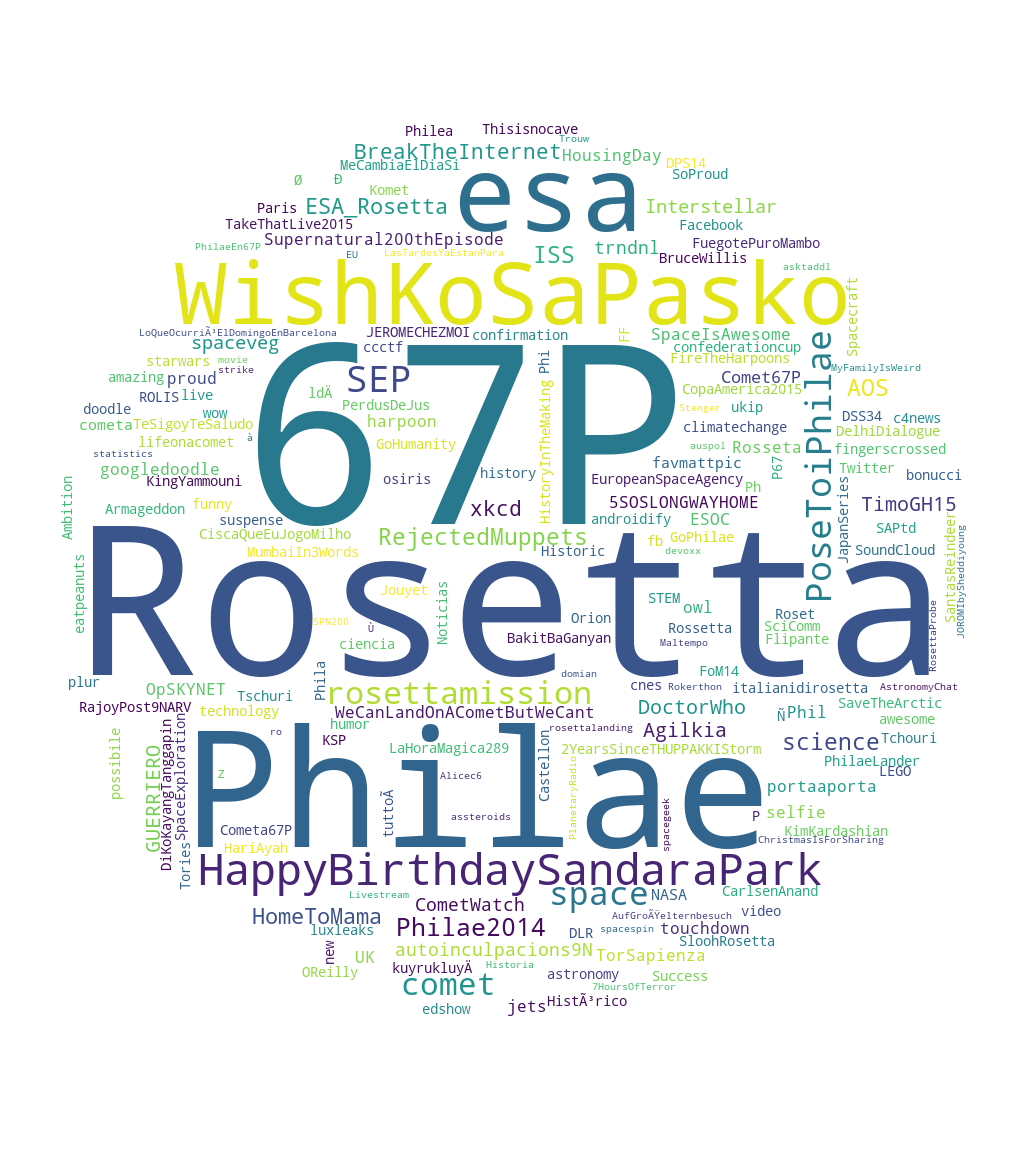 Philea
Thisisnocave
Trouw
BreakTheInternet
HousingDay
DPS14
MeCambiaElDiaSi
SoProud
esa
Ø
Ð
Komet
Paris
ESA_Rosetta
Interstellar
TakeThatLive2015
Facebook
PhilaeEn67P
Supernatural200thEpisode
EU
LasTardesYaEstanPara
ISS
trndnl
FuegotePuroMambo
BruceWillis
asktaddl
WishKoSaPasko
Spacecraft
LoQueOcurriÃ³ElDomingoEnBarcelona
JEROMECHEZMOI
confirmation
FF
SpaceIsAwesome
spaceveg
ccctf
confederationcup
67P
starwars
movie
strike
SEP
Phi
FireTheHarpoons
MyFamilyIsWeird
amazing
proud
Comet67P
ROLIS
live
ldÄ
CopaAmerica2015
AOS
doodle
wow
PerdusDeJus
Stenger
ukip
DSS34
c4news
cometa
TeSigoyTeSaludo
harpoon
climatechange
DelhiDialogue
lifeonacomet
à
GoHumanity
HistoryInTheMaking
auspol
Rosseta
PoseToiPhilae
fingerscrossed
statistics
favmattpic
P67
Twitter
googledoodle
history
bonucci
KingYammouni
osiris
EuropeanSpaceAgency
Ph
JapanSeries
Ambition
funny
xkcd
5SOSLONGWAYHOME
TimoGH15
Armageddon
suspense
androidify
ESOC
SAPtd
SantasReindeer
CiscaQueEuJogoMilho
RejectedMuppets
fb
GoPhilae
MumbaiIn3Words
Historic
devoxx
SoundCloud
JOROMIbySheddiyoung
Rosetta
eatpeanuts
Jouyet
STEM
owl
SPN200
Noticias
Orion
Roset
Ù
Rossetta
SciComm
ciencia
BakitBaGanyan
Maltempo
Flipante
RosettaProbe
plur
Phila
domian
FoM14
OpSKYNET
Tschuri
rosettamission
cnes
Rokerthon
italianidirosetta
AstronomyChat
RajoyPost9NARV
technology
WeCanLandOnACometButWeCant
DoctorWho
Ñ
Phil
SaveTheArctic
humor
rosettalanding
Agilkia
awesome
ro
KSP
LaHoraMagica289
2YearsSinceTHUPPAKKIStorm
science
Tchouri
possibile
GUERRIERO
DiKoKayangTanggapin
SpaceExploration
Philae
Castellon
PhilaeLander
z
Alicec6
LEGO
PlanetaryRadio
portaaporta
tuttoÃ
assteroids
spacegeek
P
selfie
Cometa67P
KimKardashian
Tories
HariAyah
ChristmasIsForSharing
HappyBirthdaySandaraPark
Livestream
space
NASA
CarlsenAnand
HomeToMama
CometWatch
AufGroÃŸelternbesuch
video
luxleaks
Philae2014
DLR
spacespin
touchdown
new
autoinculpacions9N
SloohRosetta
UK
TorSapienza
OReilly
kuyrukluyÄ
Historia
astronomy
Success
comet
7HoursOfTerror
edshow
jets
HistÃ³rico